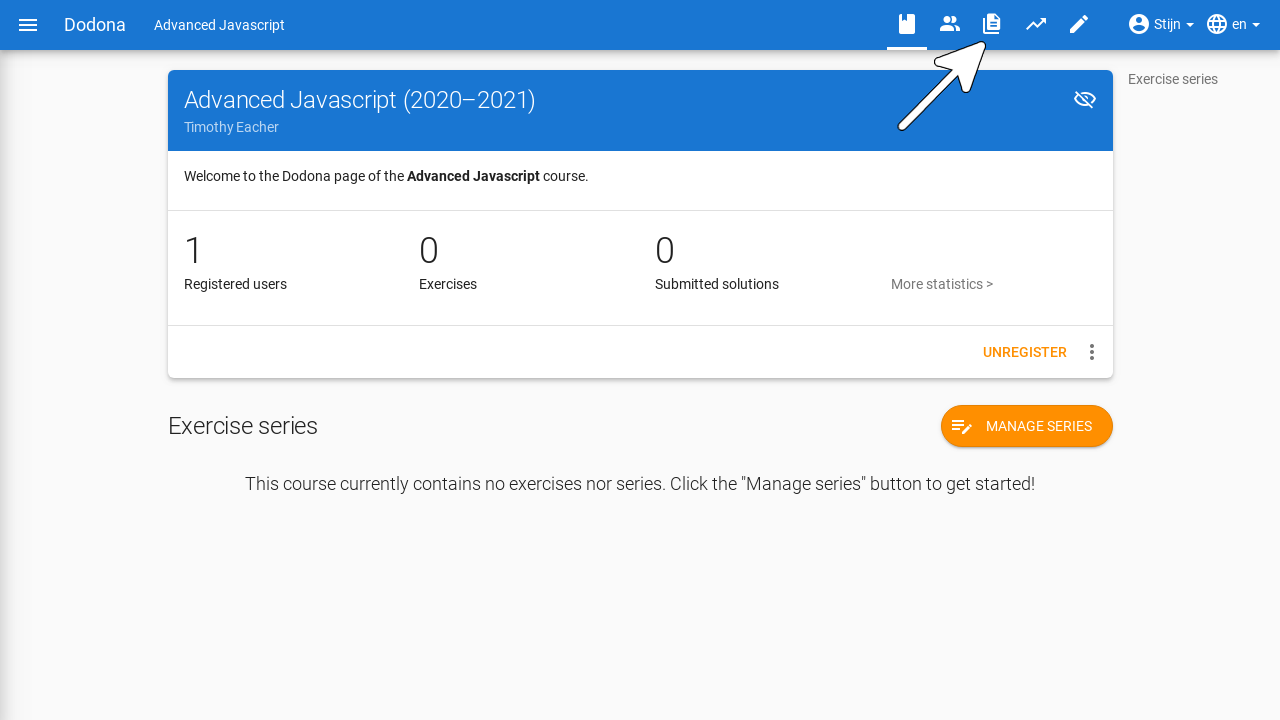 Dodona Advanced Javascript Stijn en
Exercise series
Advanced Javascript (2020–2021)
Timothy Eacher
Welcome to the Dodona page of the Advanced Javascript course.
1 0 0
Registered users Exercises Submitted solutions More statistics >
UNREGISTER
Exercise series MANAGE SERIES
This course currently contains no exercises nor series. Click the "Manage series" button to get started!